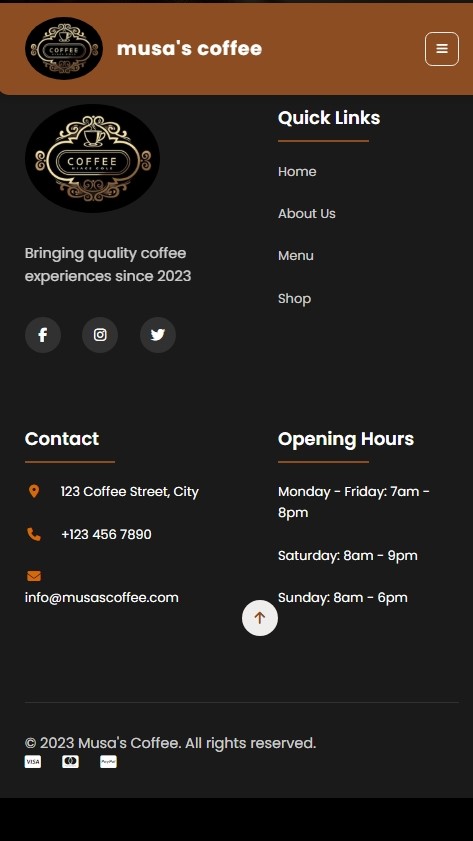 COFFEE
musa's coffee
COFFEE
Quick Links
Home
About Us
Menu
Shop
Bringing quality coffee
experiences since 2023
Contact
123 Coffee Street, City
+123 456 7890
info@musascoffee.com
Opening Hours
Monday - Friday: 7am -
8pm
Saturday: 8am - 9pm
Sunday: 8am - 6pm
© 2023 Musa's Coffee. All rights reserved.
VISA
PayPal